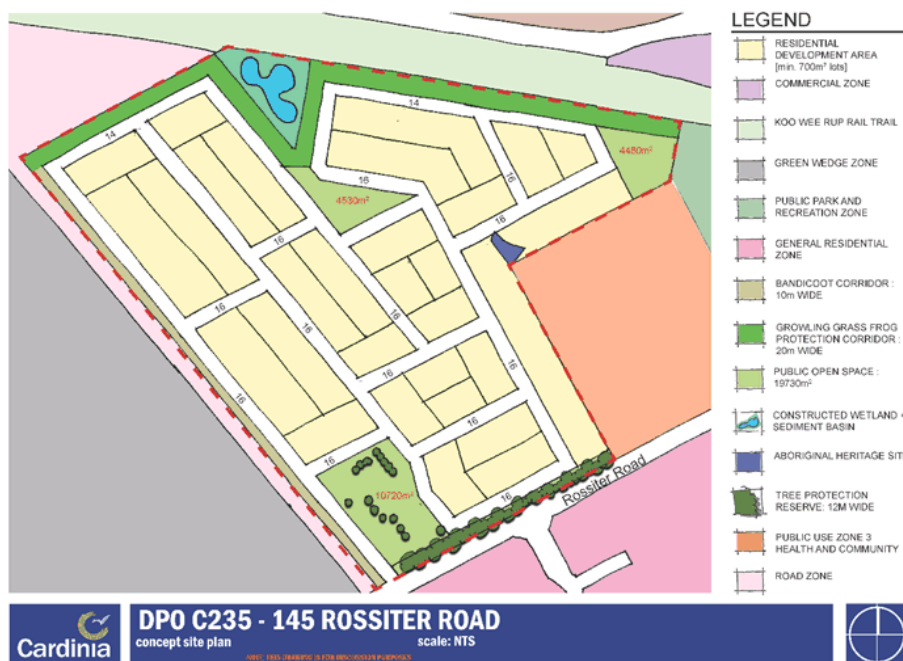 LEGEND
RESIDENTIAL
DEVELOPMENT AREA
[min. 700m² lots]
COMMERCIAL ZONE
KOO WEE RUP RAIL TRAIL
GREEN WEDGE ZONE
PUBLIC PARK AND
RECREATION ZONE
GENERAL RESIDENTIAL
ZONE
BANDICOOT CORRIDOR :
10m WIDE
GROWLING GRASS FROG
PROTECTION CORRIDOR :
20m WIDE
PUBLIC OPEN SPACE :
19730m²
CONSTRUCTED WETLAND +
SEDIMENT BASIN
ABORIGINAL HERITAGE SITE
TREE PROTECTION
RESERVE: 12M WIDE
PUBLIC USE ZONE 3
HEALTH AND COMMUNITY
ROAD ZONE
14
14
4480m²
16
16
4530m²
16
16
16
16
16
16
16
16
16
16
16
10720m²
16
Rossiter Road
Cardinia
DPO C235 - 145 ROSSITER ROAD
concept site plan
scale: NTS